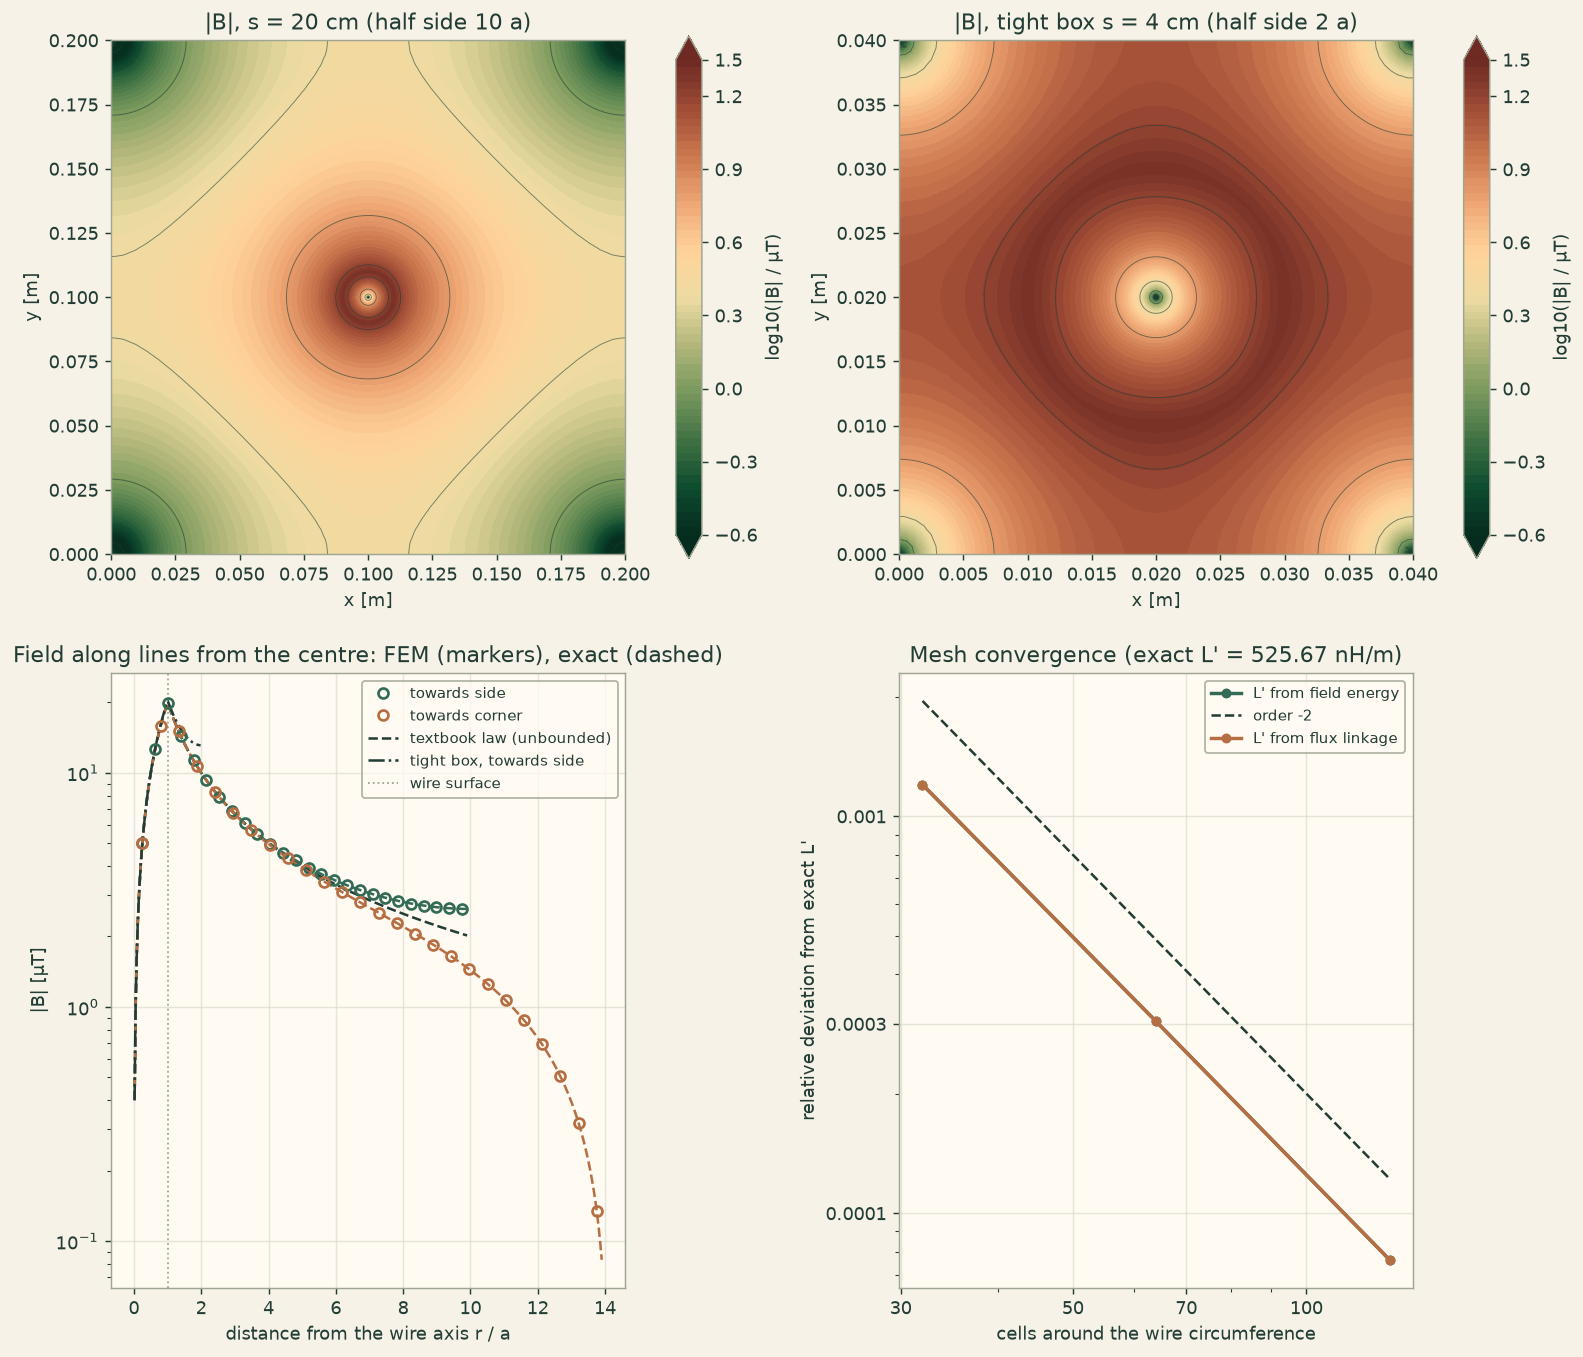 |B|, s = 20 cm (half side 10 a)
0.200
0.175
0.150
0.125
0.100
0.075
0.050
0.025
0.000
y [m]
0.000 0.025 0.050 0.075 0.100 0.125 0.150 0.175 0.200
x [m]
1.5
1.2
0.9
0.6
0.3
0.0
−0.3
−0.6
log10(|B| / µT)
|B|, tight box s = 4 cm (half side 2 a)
0.040
0.035
0.030
0.025
0.020
0.015
0.010
0.005
0.000
y [m]
0.000 0.005 0.010 0.015 0.020 0.025 0.030 0.035 0.040
x [m]
1.5
1.2
0.9
0.6
0.3
0.0
−0.3
−0.6
log10(|B| / µT)
Field along lines from the centre: FEM (markers), exact (dashed)
towards side
towards corner
textbook law (unbounded)
tight box, towards side
wire surface
10¹
10⁰
10⁻¹
|B| [µT]
0 2 4 6 8 10 12 14
distance from the wire axis r / a
Mesh convergence (exact L' = 525.67 nH/m)
L' from field energy
order -2
L' from flux linkage
0.001
0.0003
0.0001
relative deviation from exact L'
30 50 70 100
cells around the wire circumference